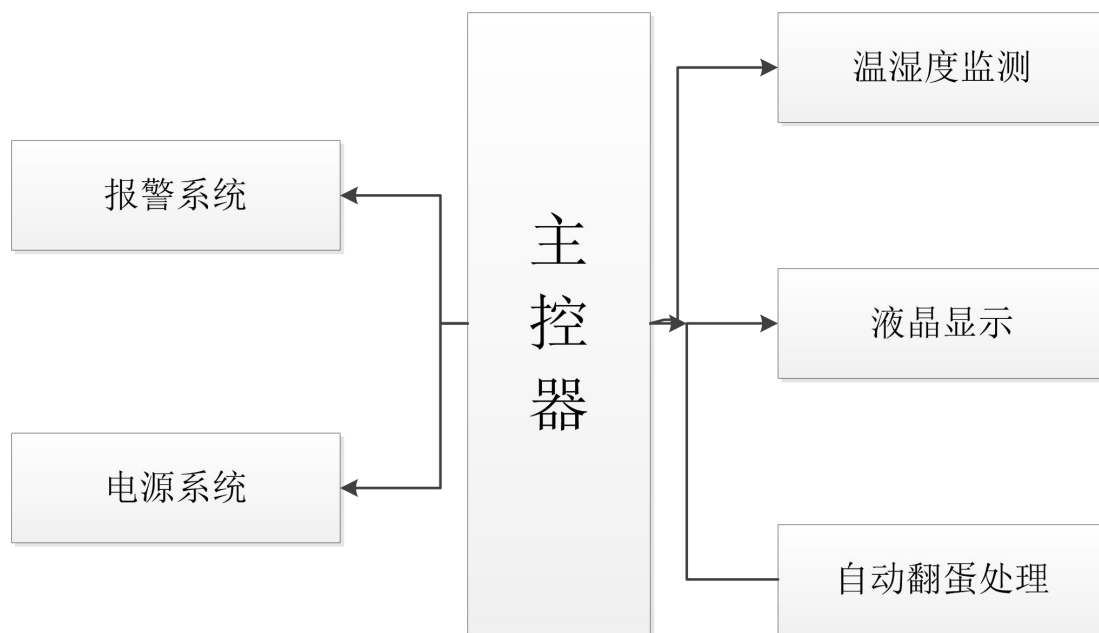 温湿度监测
报警系统
主
控
器
液晶显示
电源系统
自动翻蛋处理